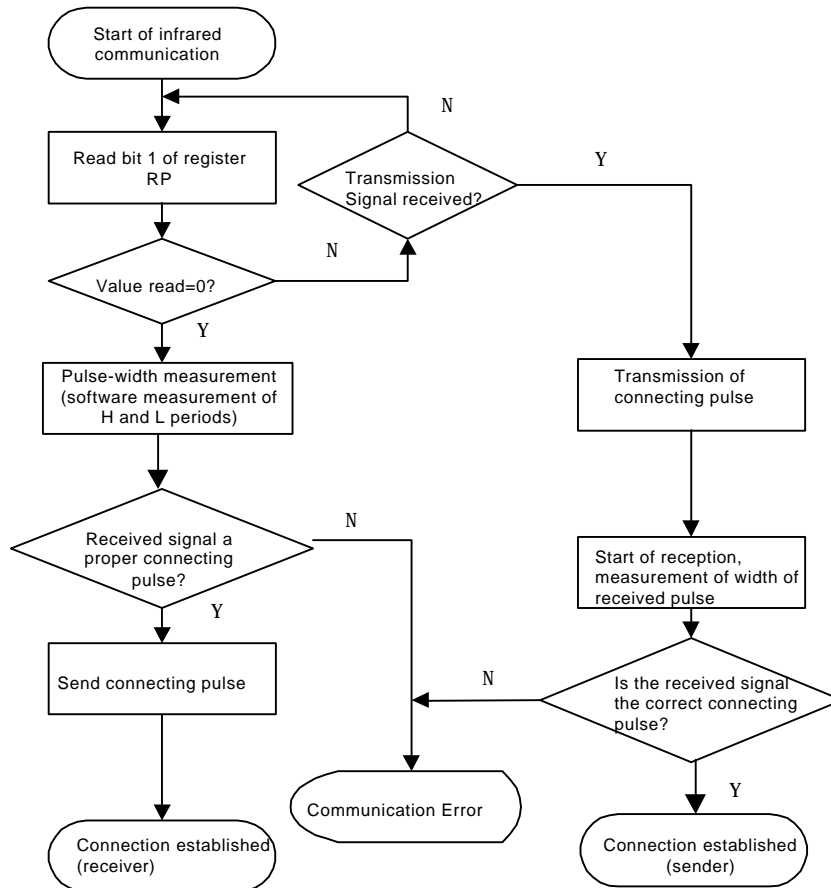 Start of infrared
communication
N
Read bit 1 of register
RP
Transmission
Signal received?
Y
Value read=0?
N
Y
Pulse-width measurement
(software measurement of
H and L periods)
Transmission of
connecting pulse
Received signal a
proper connecting
pulse?
N
Y
Start of reception,
measurement of width of
received pulse
Send connecting pulse
N
Is the received signal
the correct connecting
pulse?
Y
Communication Error
Connection established
(receiver)
Connection established
(sender)